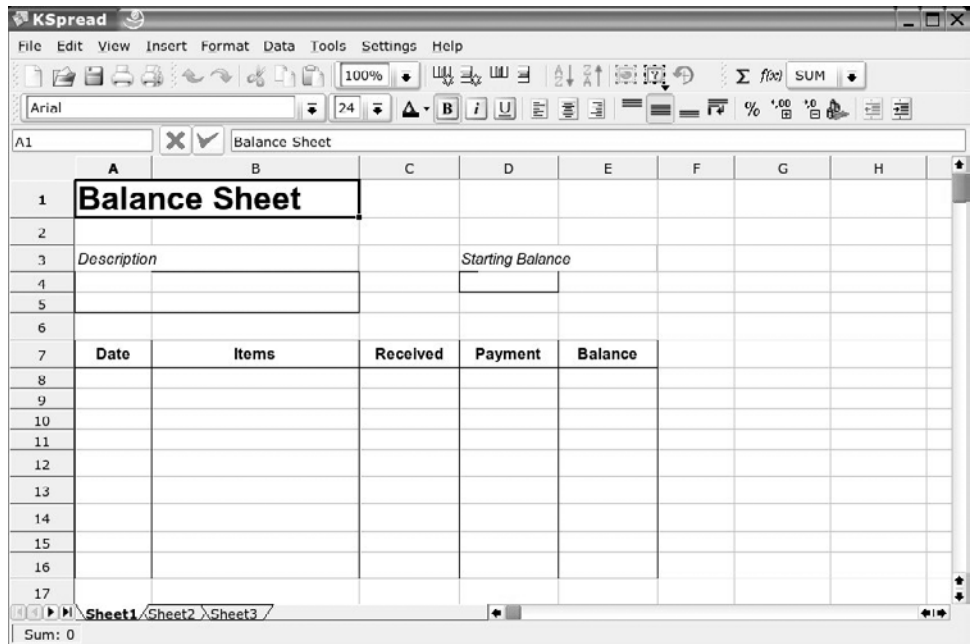 KSpread
File Edit View Insert Format Data Tools Settings Help
100% Σ f(x) SUM
Arial 24 A B i U % 
A1 Balance Sheet
A B C D E F G H
1 Balance Sheet
2
3 Description Starting Balance
4
5
6
7 Date Items Received Payment Balance
8
9
10
11
12
13
14
15
16
17
Sheet1 Sheet2 Sheet3
Sum: 0